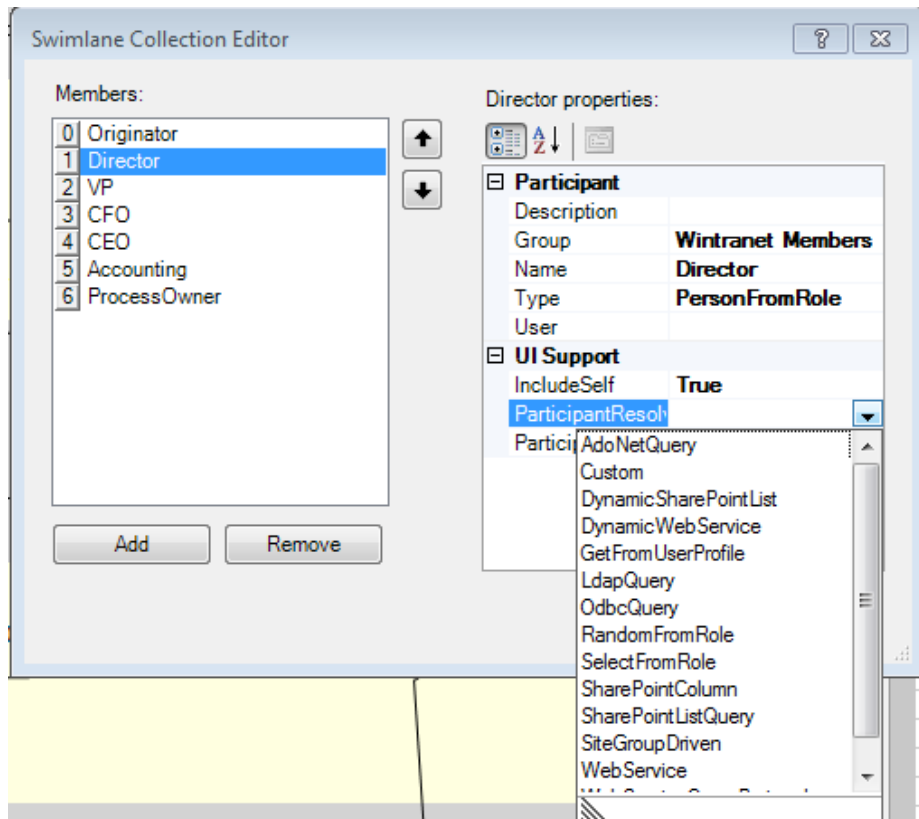 Swimlane Collection Editor
Members:
0 Originator
1 Director
2 VP
3 CFO
4 CEO
5 Accounting
6 ProcessOwner
Add Remove
Director properties:
Participant
Description
Group Wintranet Members
Name Director
Type PersonFromRole
User
UI Support
IncludeSelf True
ParticipantResolv
Particip
AdoNetQuery
Custom
DynamicSharePointList
DynamicWebService
GetFromUserProfile
LdapQuery
OdbcQuery
RandomFromRole
SelectFromRole
SharePointColumn
SharePointListQuery
SiteGroupDriven
WebService